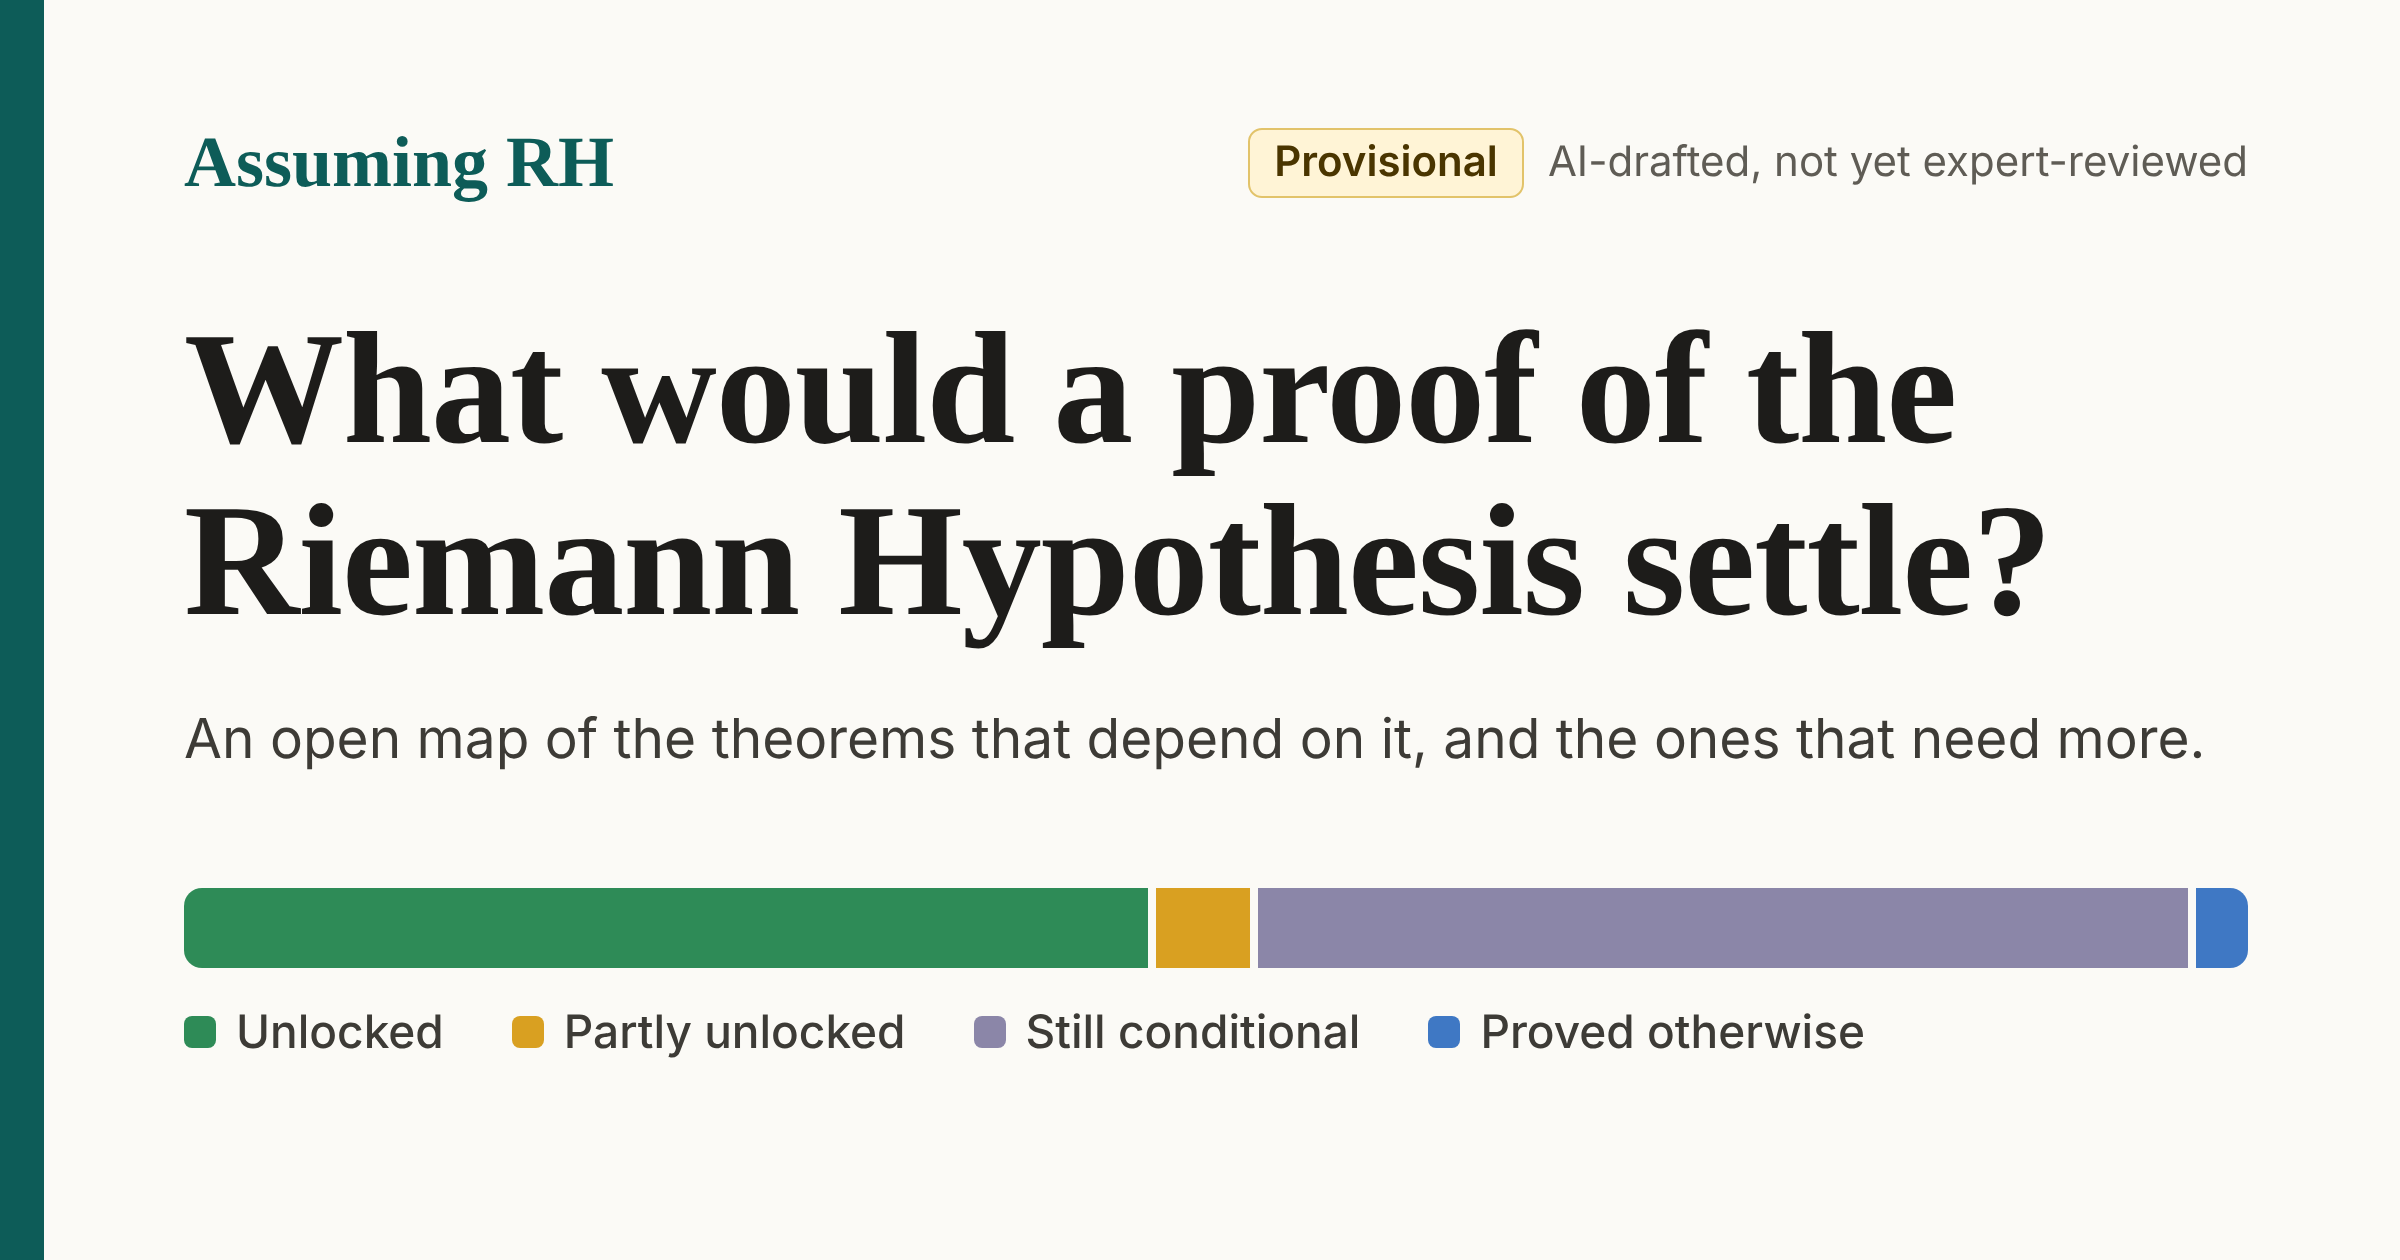 Assuming RH
Provisional AI-drafted, not yet expert-reviewed
What would a proof of the
Riemann Hypothesis settle?
An open map of the theorems that depend on it, and the ones that need more.
Unlocked Partly unlocked Still conditional Proved otherwise